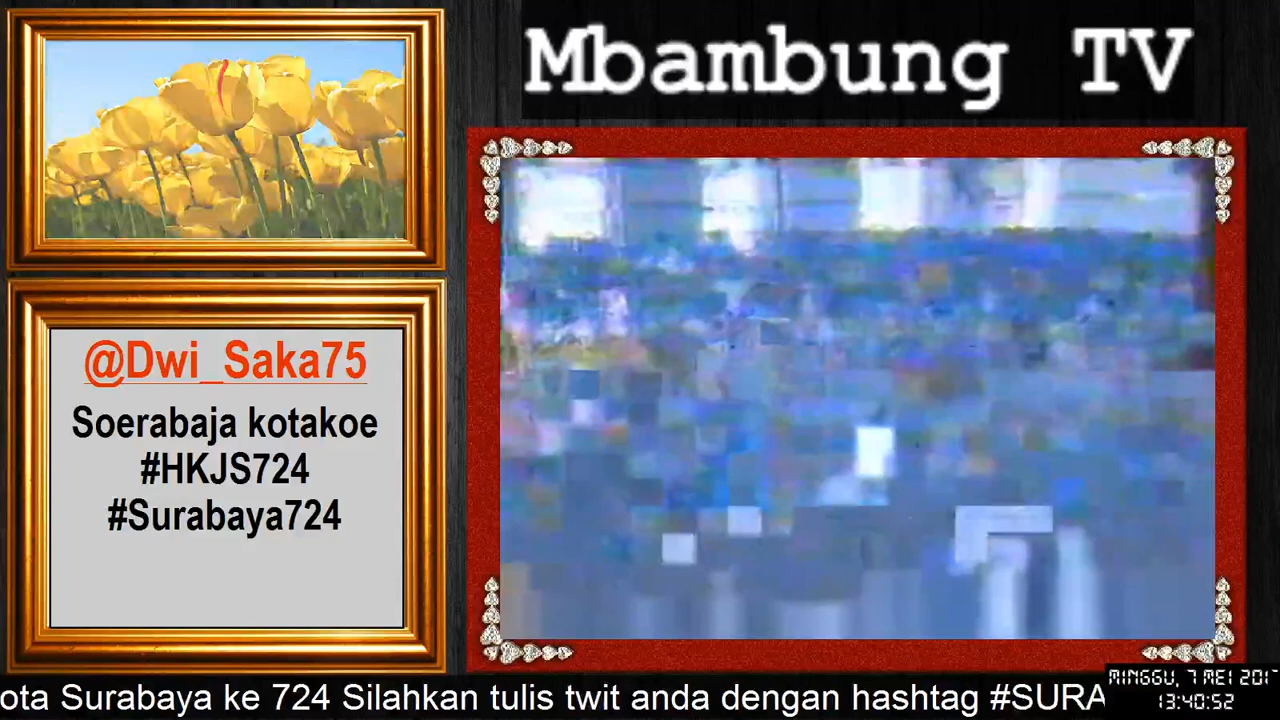 Mbambung TV
@Dwi_Saka75
Soerabaja kotakoe
#HKJS724
#Surabaya724
ota Surabaya ke 724 Silahkan tulis twit anda dengan hashtag #SURA
MINGGU, 7 MEI 2017
13:40:52